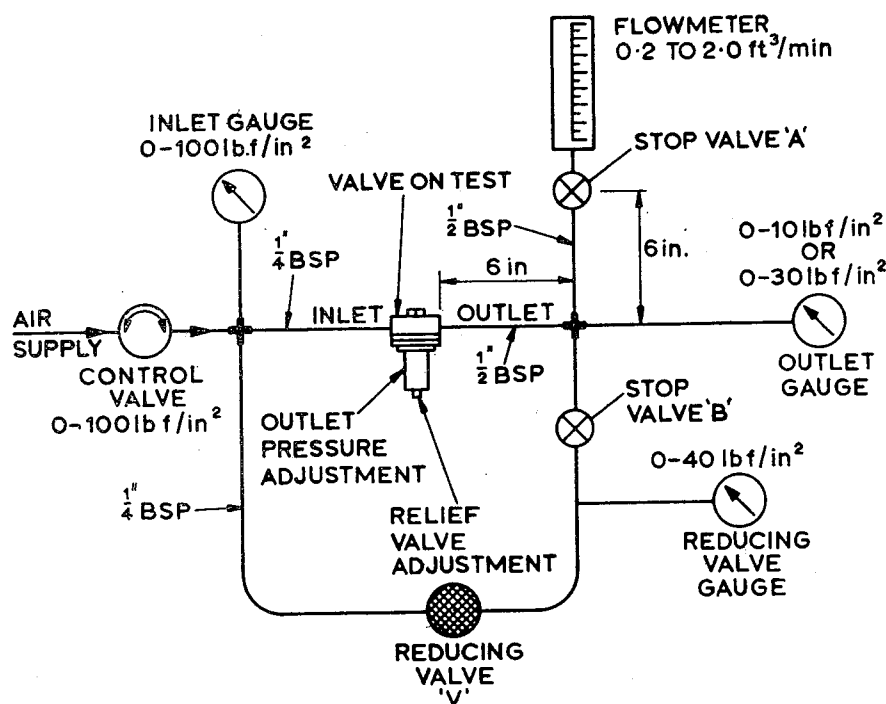 FLOWMETER
0·2 TO 2·0 ft³/min
INLET GAUGE
0-100 lb.f/in²
STOP VALVE 'A'
VALVE ON TEST
1/2" BSP
0-10 lbf/in²
OR
0-30 lbf/in²
1/4" BSP
6 in
6 in.
AIR
SUPPLY
INLET
OUTLET
CONTROL
VALVE
0-100 lbf/in²
1/2" BSP
OUTLET
GAUGE
STOP
VALVE 'B'
OUTLET
PRESSURE
ADJUSTMENT
0-40 lbf/in²
1/4" BSP
RELIEF
VALVE
ADJUSTMENT
REDUCING
VALVE
GAUGE
REDUCING
VALVE
'V'